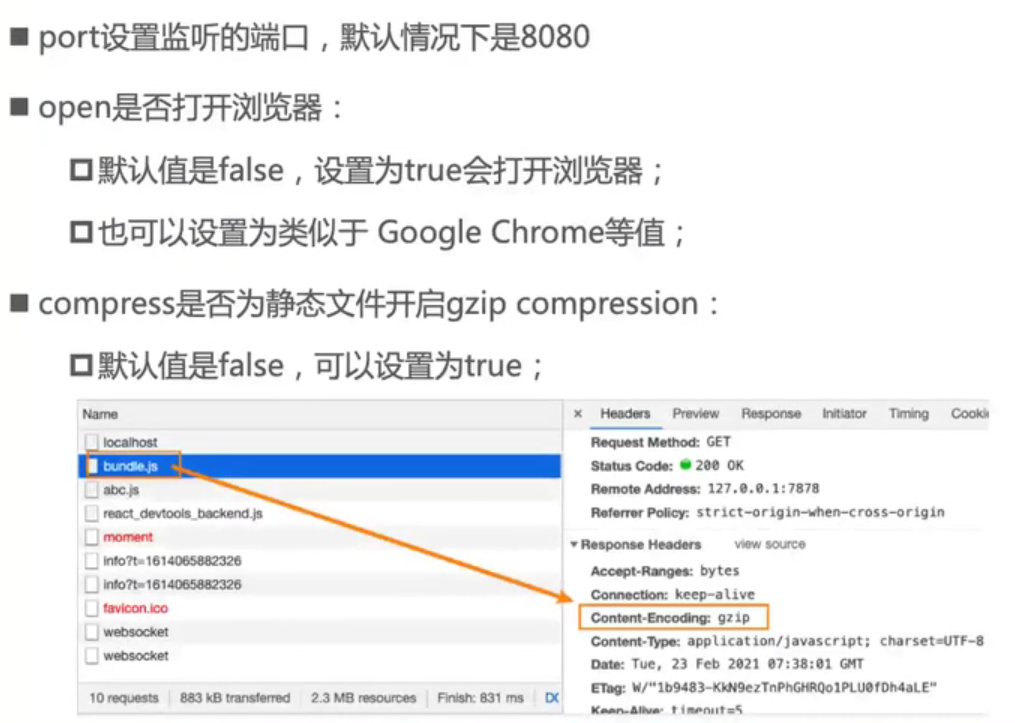 port设置监听的端口，默认情况下是8080
open是否打开浏览器：
默认值是false，设置为true会打开浏览器；
也可以设置为类似于 Google Chrome等值；
compress是否为静态文件开启gzip compression：
默认值是false，可以设置为true；
Name
localhost
bundle.js
abc.js
react_devtools_backend.js
moment
info?t=1614065882326
info?t=1614065882326
favicon.ico
websocket
websocket
10 requests 883 kB transferred 2.3 MB resources Finish: 831 ms
× Headers Preview Response Initiator Timing Cooki
Request Method: GET
Status Code: 200 OK
Remote Address: 127.0.0.1:7878
Referrer Policy: strict-origin-when-cross-origin
Response Headers view source
Accept-Ranges: bytes
Connection: keep-alive
Content-Encoding: gzip
Content-Type: application/javascript; charset=UTF-8
Date: Tue, 23 Feb 2021 07:38:01 GMT
ETag: W/"1b9483-KkN9ezTnPhGHRQo1PLU0fDh4aLE"
Keep-Alive: timeout=5